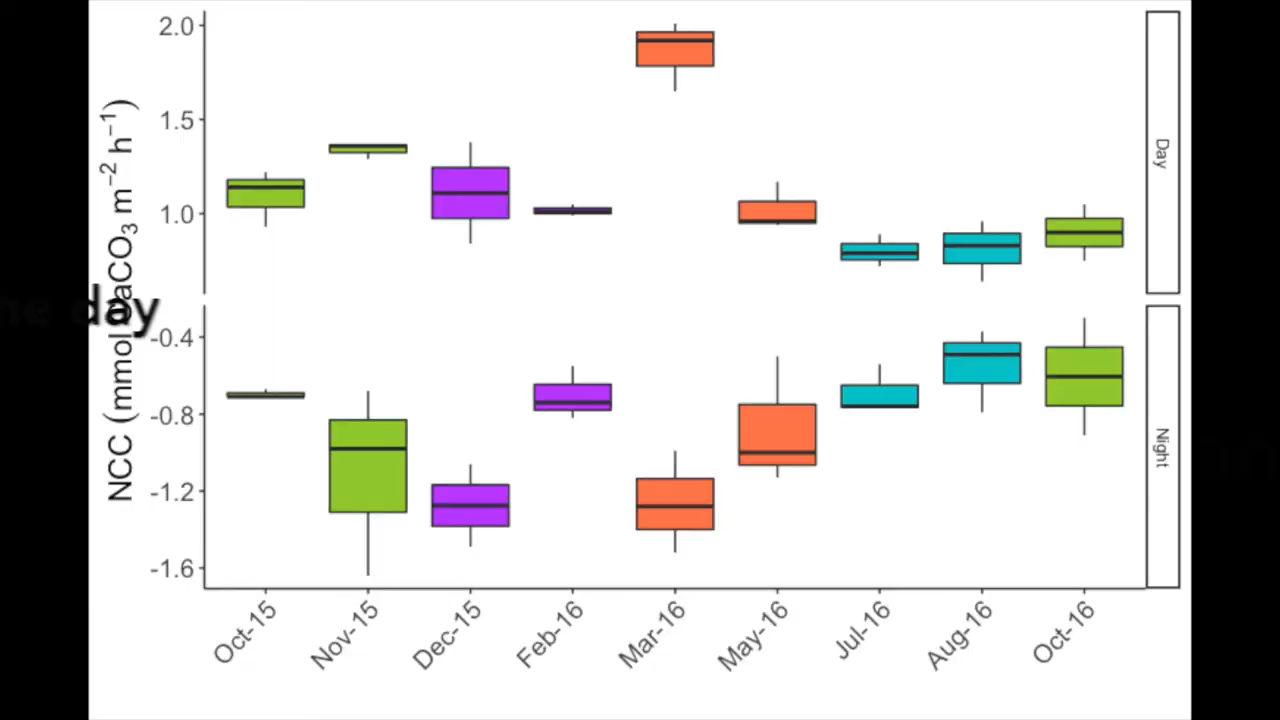 2.0
1.5
1.0
Day
NCC (mmol CaCO₃ m⁻² h⁻¹)
day
-0.4
-0.8
-1.2
-1.6
Night
Oct-15
Nov-15
Dec-15
Feb-16
Mar-16
May-16
Jul-16
Aug-16
Oct-16